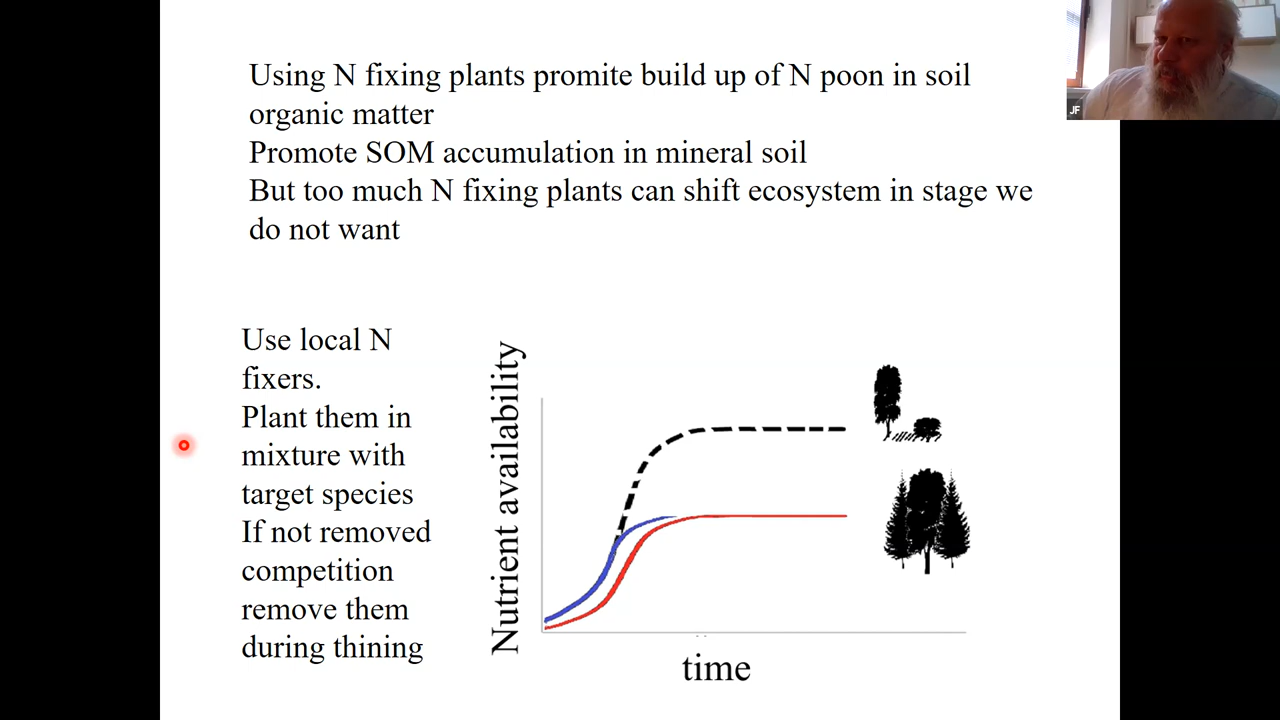 Using N fixing plants promite build up of N poon in soil
organic matter
Promote SOM accumulation in mineral soil
But too much N fixing plants can shift ecosystem in stage we
do not want
Use local N
fixers.
Plant them in
mixture with
target species
If not removed
competition
remove them
during thining
Nutrient availability
time
JF